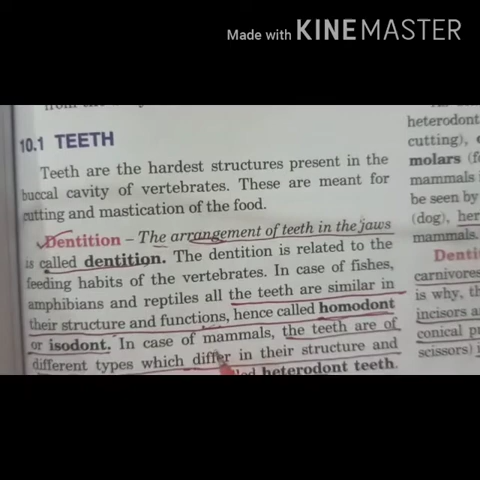 Made with KINEMASTER
10.1 TEETH
Teeth are the hardest structures present in the
buccal cavity of vertebrates. These are meant for
cutting and mastication of the food.
Dentition – The arrangement of teeth in the jaws
is called dentition. The dentition is related to the
feeding habits of the vertebrates. In case of fishes,
amphibians and reptiles all the teeth are similar in
their structure and functions, hence called homodont
or isodont. In case of mammals, the teeth are of
different types which differ in their structure and
heterodont teeth.
heterodont
cutting),
molars
mammals
be seen by
(dog), her
mammals.
Denti
carnivores
is why, th
incisors a
conical p
scissors)